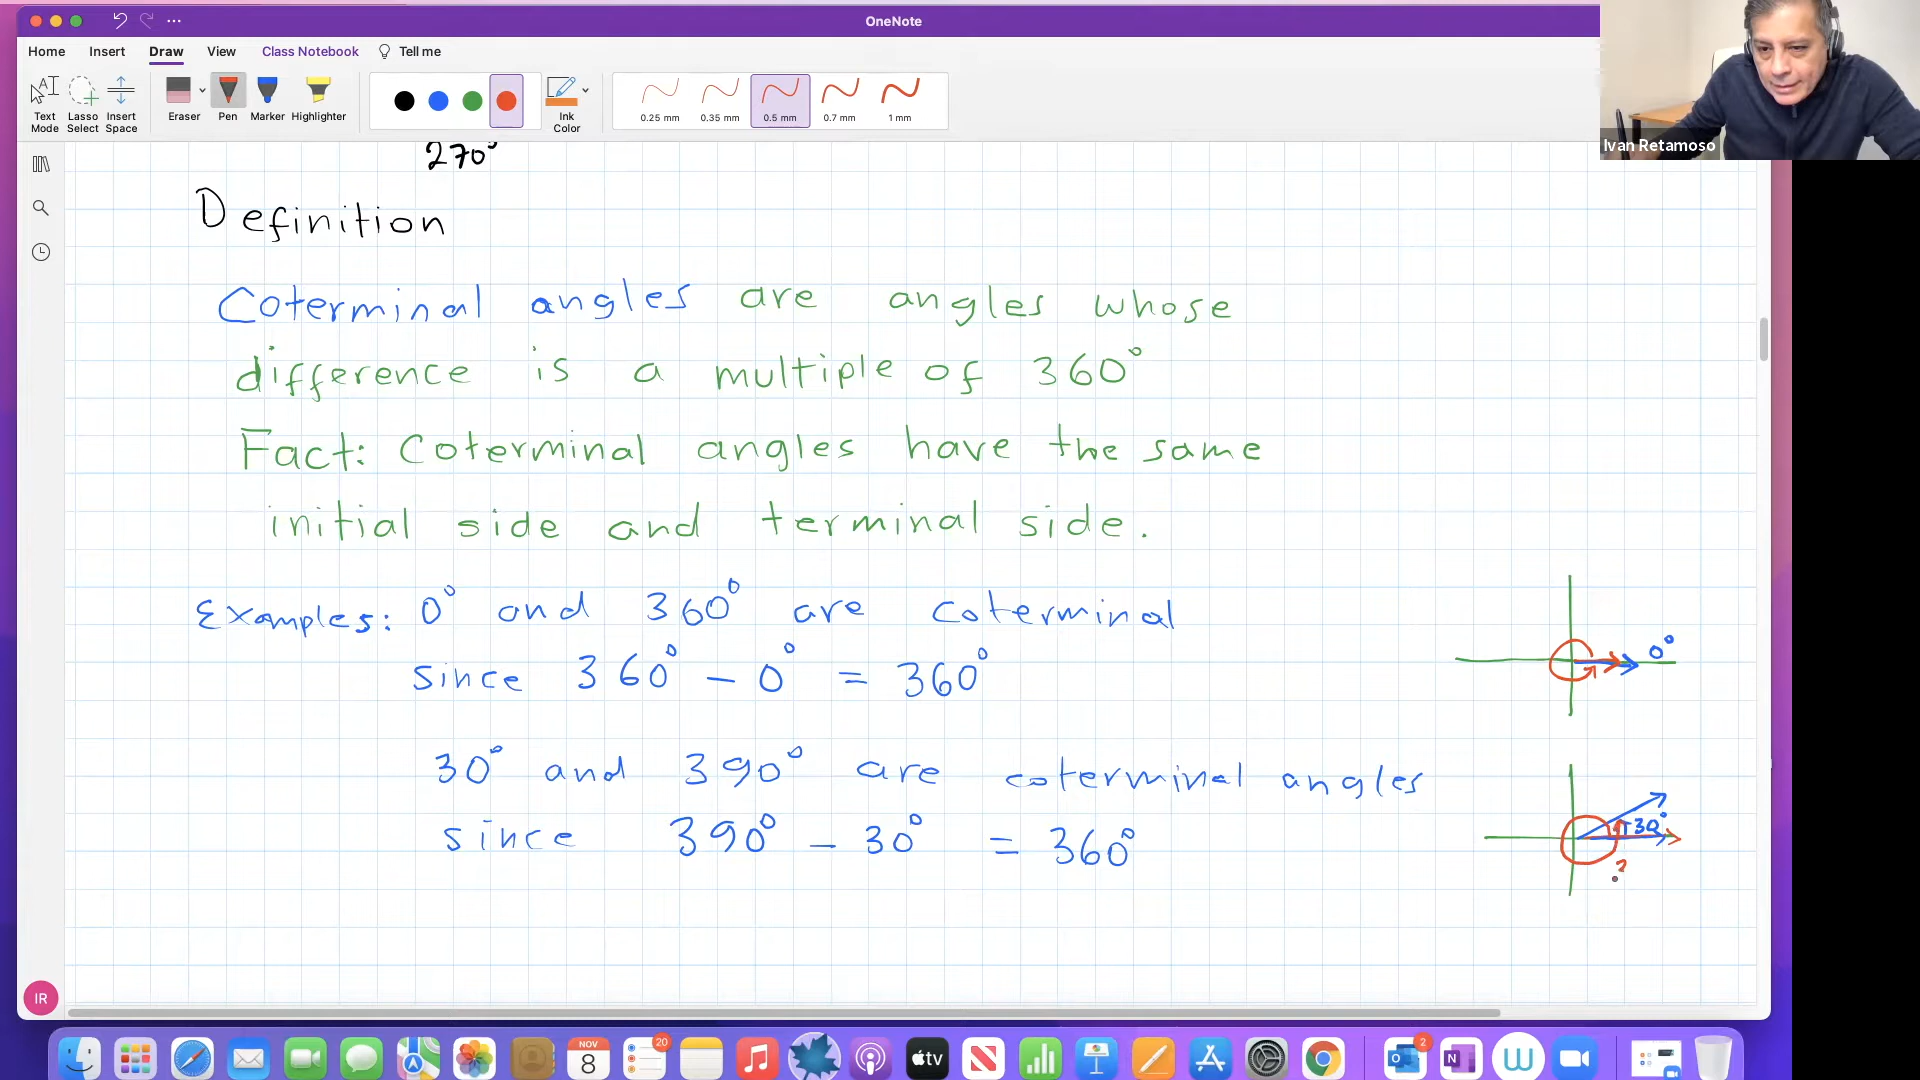 OneNote
Home Insert Draw View Class Notebook Tell me
Text Mode
Lasso Select
Insert Space
Eraser
Pen
Marker
Highlighter
Ink Color
0.25 mm
0.35 mm
0.5 mm
0.7 mm
1 mm
Ivan Retamoso
270°
Definition
Coterminal angles are angles whose
difference is a multiple of 360°
Fact: Coterminal angles have the same
initial side and terminal side.
Examples: 0° and 360° are coterminal
since 360° - 0° = 360°
0°
30° and 390° are coterminal angles
since 390° - 30° = 360°
30°
IR
NOV
8
20
tv
2